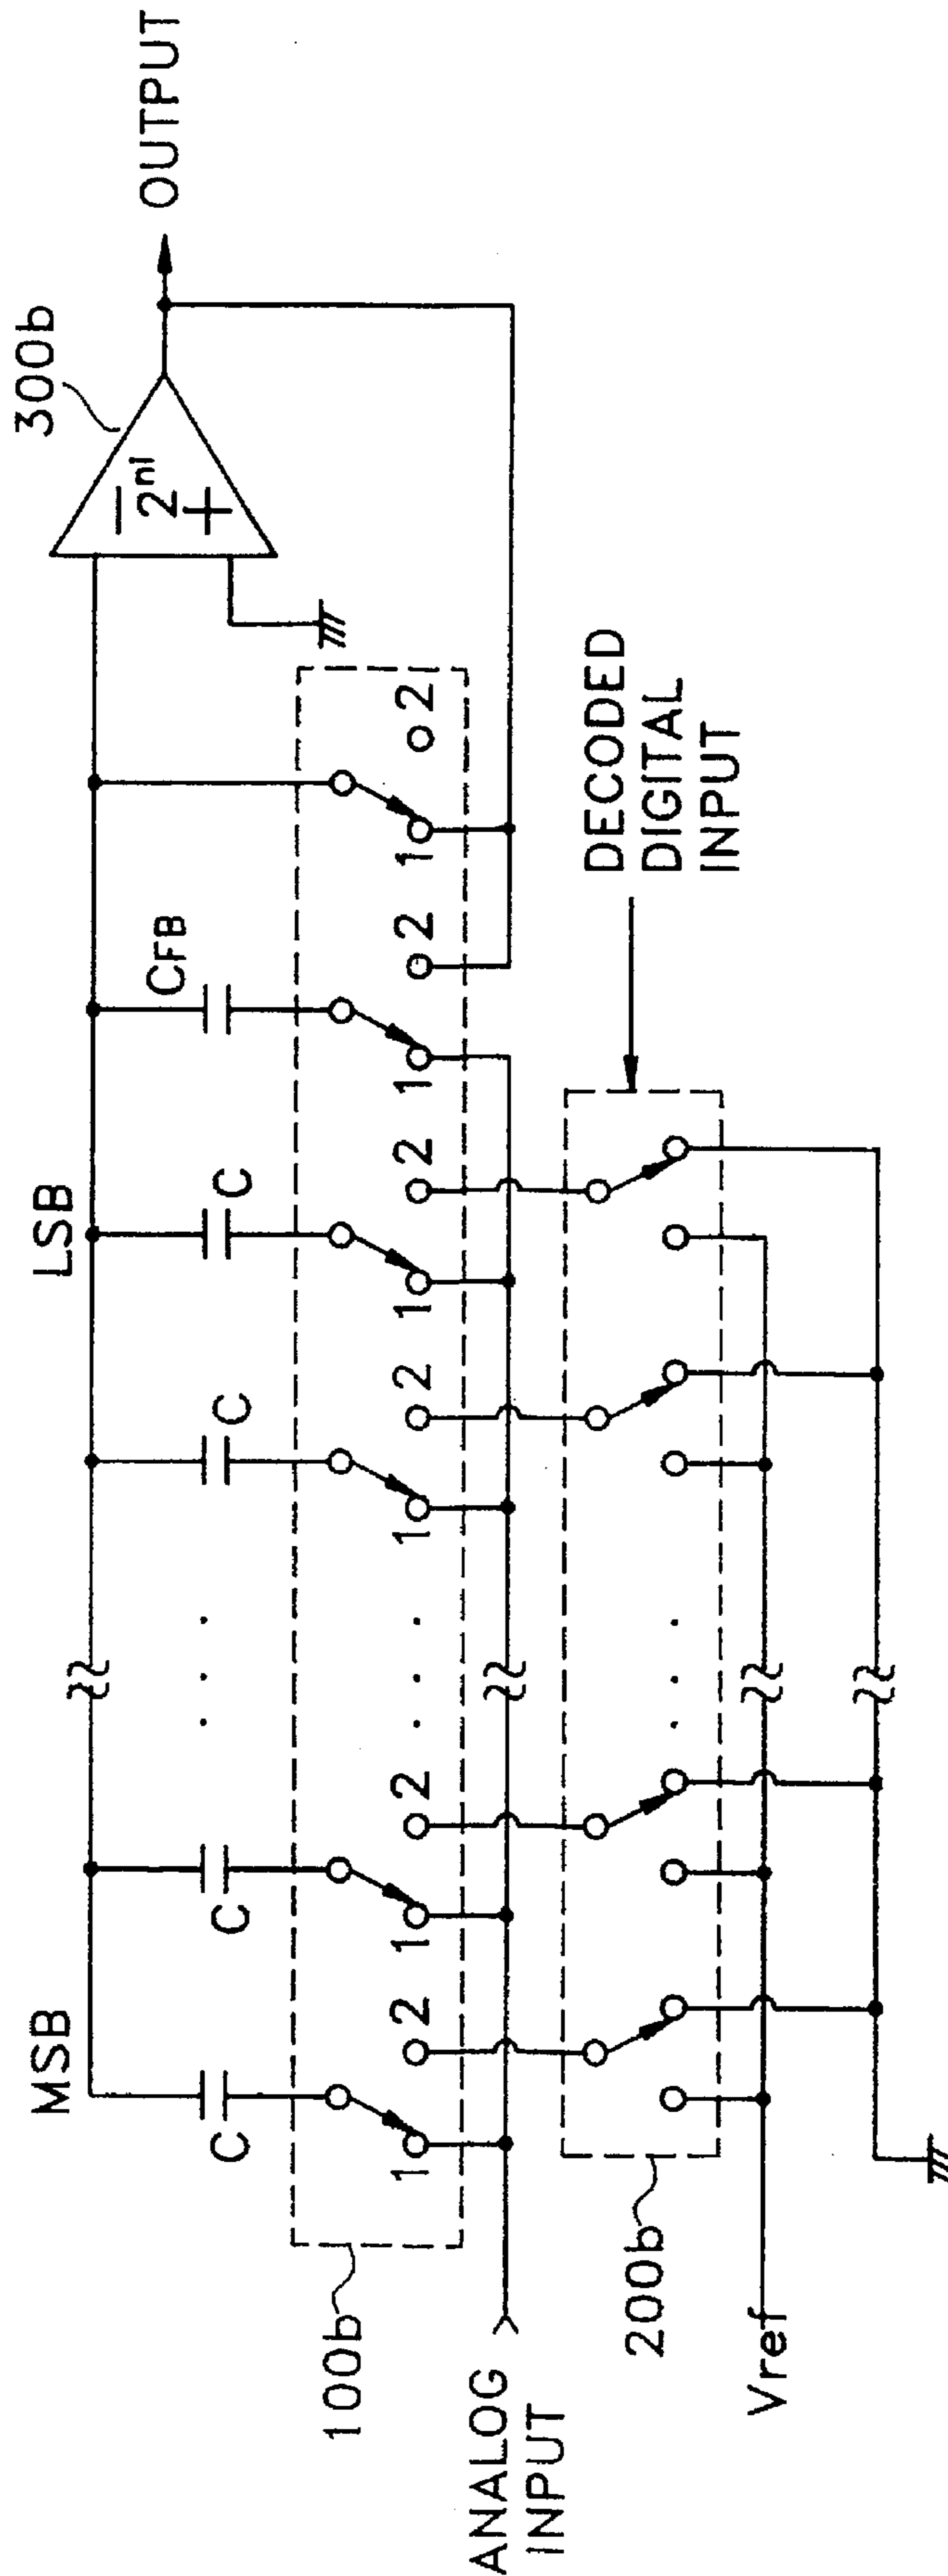 MSB
LSB
C
C
C
C
CFB
300b
2ⁿⁱ
−
+
OUTPUT
100b
1
2
1
2
1
2
1
2
1
2
1
2
ANALOG
INPUT
200b
DECODED
DIGITAL
INPUT
Vref